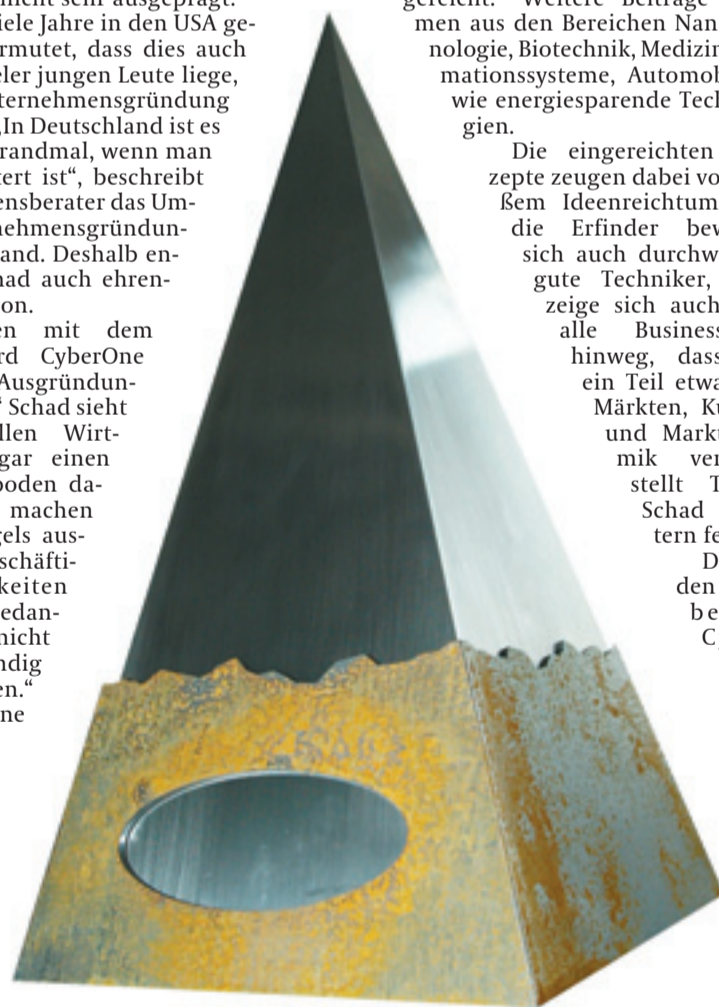 nicht sehr ausgeprägt.
iele Jahre in den USA ge-
ermutet, dass dies auch
eler jungen Leute liege,
ternehmensgründung
„In Deutschland ist es
randmal, wenn man
tert ist“, beschreibt
ensberater das Um-
nehmensgründun-
and. Deshalb en-
had auch ehren-
on.
en mit dem
rd CyberOne
Ausgründun-
“ Schad sieht
llen Wirt-
gar einen
boden da-
machen
gels aus-
schäfti-
keiten
edan-
nicht
ndig
en.“
ne
gereicht. Weitere Beiträge
men aus den Bereichen Nan
nologie, Biotechnik, Medizin
mationssysteme, Automob
wie energiesparende Tec
gien.
Die eingereichten
zepte zeugen dabei vo
ßem Ideenreichtum
die Erfinder bew
sich auch durchw
gute Techniker,
zeige sich auch
alle Business
hinweg, dass
ein Teil etwa
Märkten, Ku
und Markt
mik ver
stellt T
Schad
tern fe
D
den
be
C